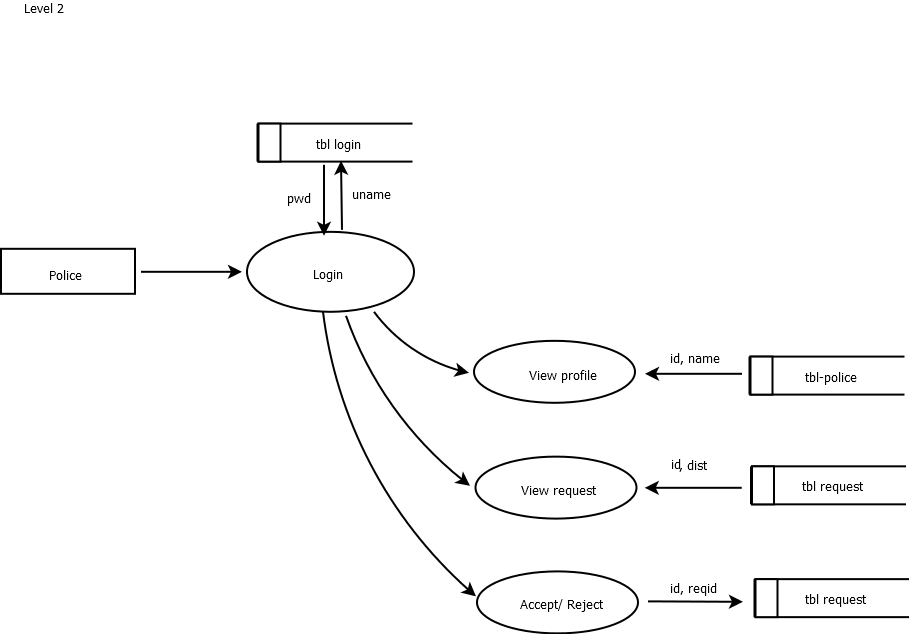 Level 2
tbl login
pwd
uname
Police
Login
View profile
id, name
tbl-police
View request
id, dist
tbl request
Accept/ Reject
id, reqid
tbl request